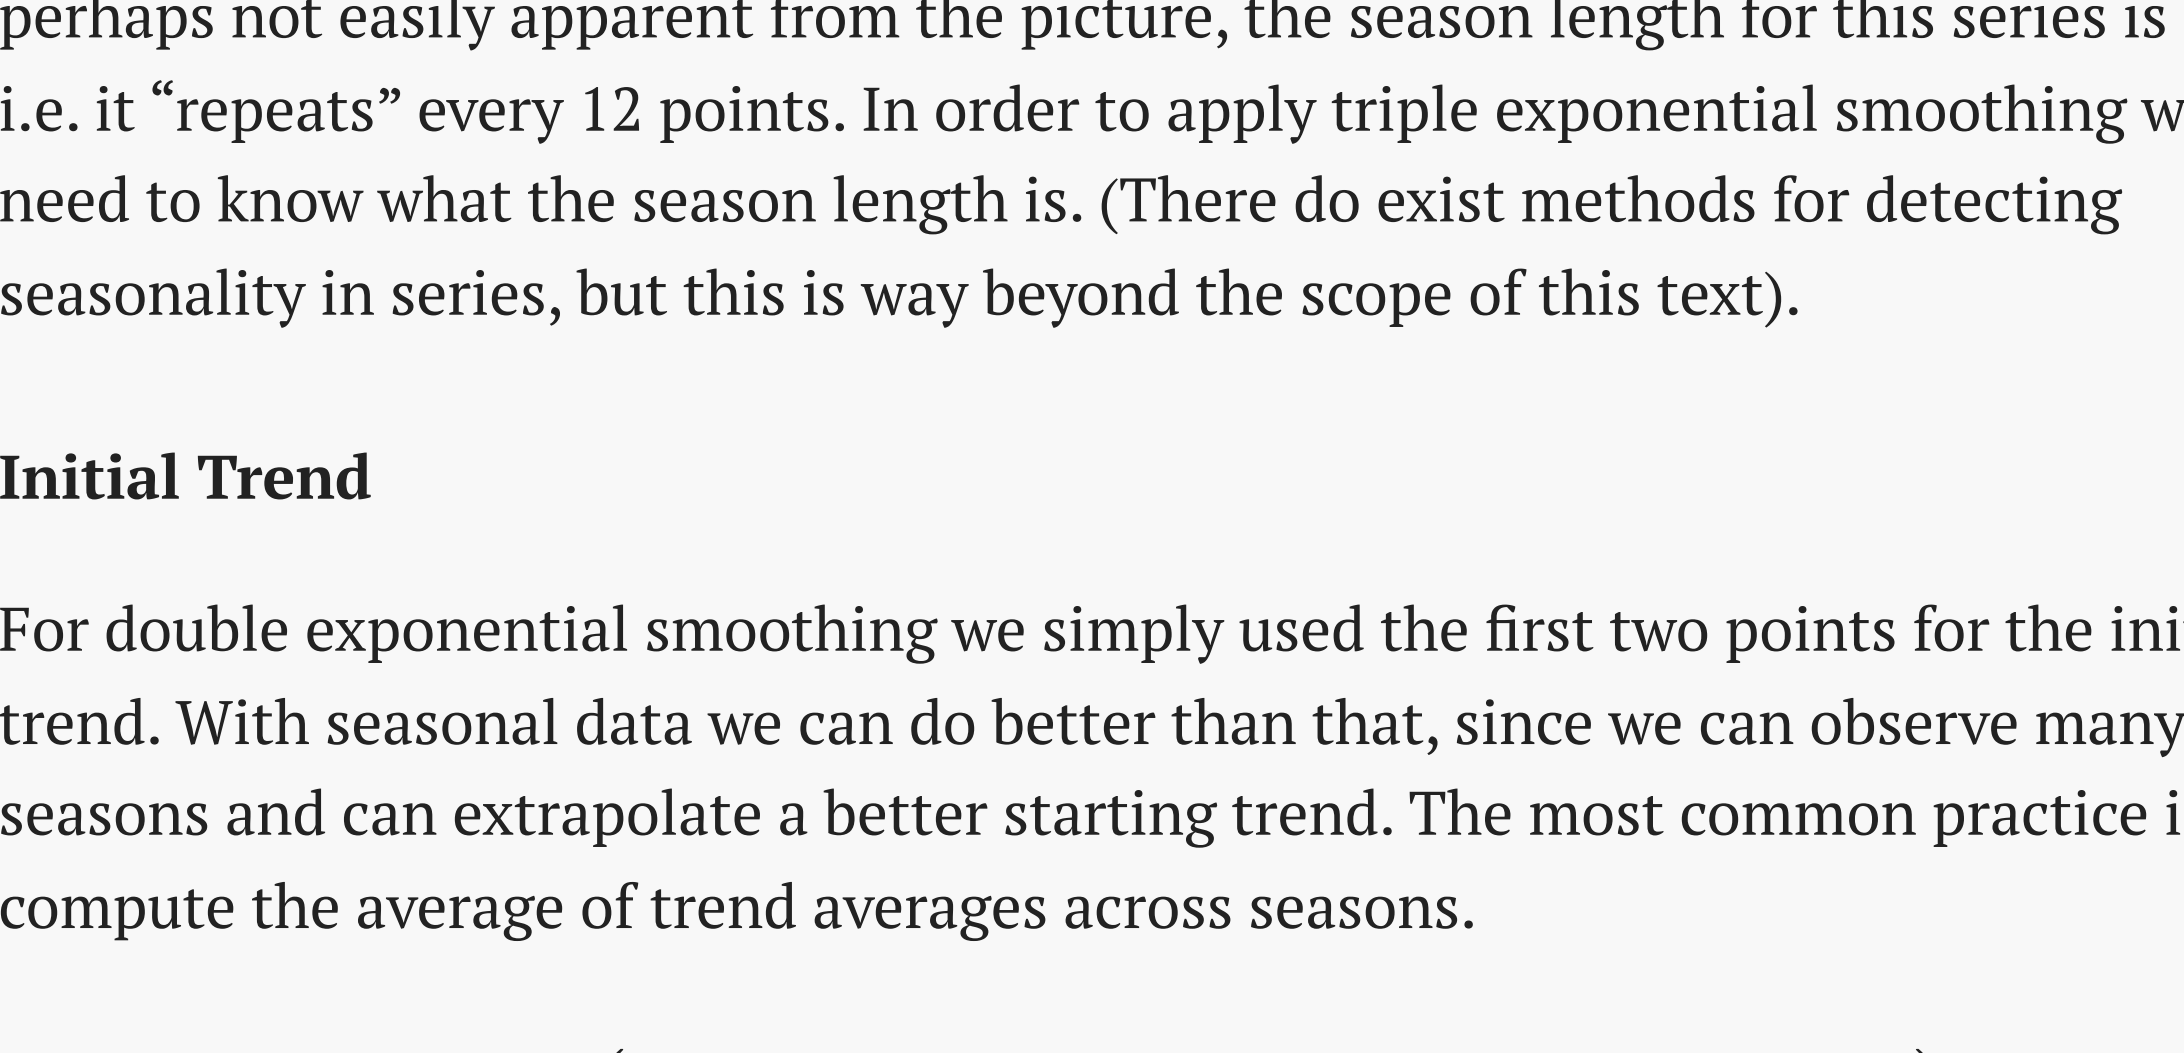 perhaps not easily apparent from the picture, the season length for this series is
i.e. it “repeats” every 12 points. In order to apply triple exponential smoothing
need to know what the season length is. (There do exist methods for detecting
seasonality in series, but this is way beyond the scope of this text).
Initial Trend
For double exponential smoothing we simply used the first two points for the
trend. With seasonal data we can do better than that, since we can observe many
seasons and can extrapolate a better starting trend. The most common practice
compute the average of trend averages across seasons.